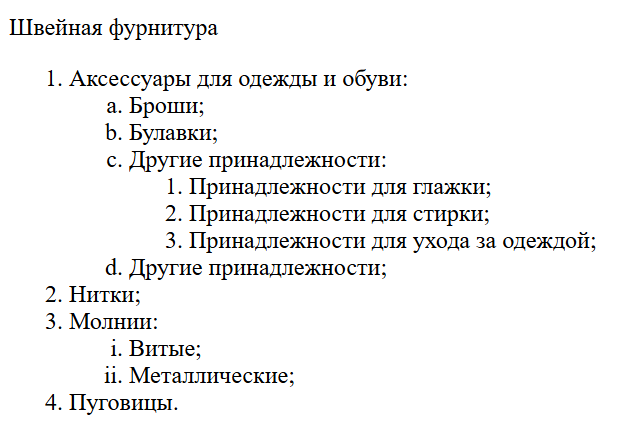 Швейная фурнитура
1. Аксессуары для одежды и обуви:
a. Броши;
b. Булавки;
c. Другие принадлежности:
1. Принадлежности для глажки;
2. Принадлежности для стирки;
3. Принадлежности для ухода за одеждой;
d. Другие принадлежности;
2. Нитки;
3. Молнии:
i. Витые;
ii. Металлические;
4. Пуговицы.